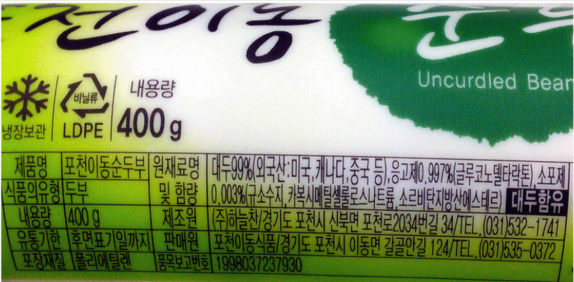 천이동
순두
Uncurdled Bean
비닐류
LDPE
냉장보관
내용량
400g
제품명 포천이동순두부 원재료명 및 함량 대두99%(외국산:미국,캐나다,중국 등),응고제0,997%(글루코노델타락톤), 소포제
식품의유형 두부 0,003%(규소수지, 카복시메틸셀룰로스나트륨, 소르비탄지방산에스테르) 대두함유
내용량 400g 제조원 (주)하늘찬/경기도 포천시 신북면 포천로2034번길 34/TEL.(031)532-1741
유통기한 후면표기일까지 판매원 포천이동식품/경기도 포천시 이동면 갈골안길 124/TEL.(031)535-0372
포장재질 폴리에틸렌 품목보고번호 1998037237930